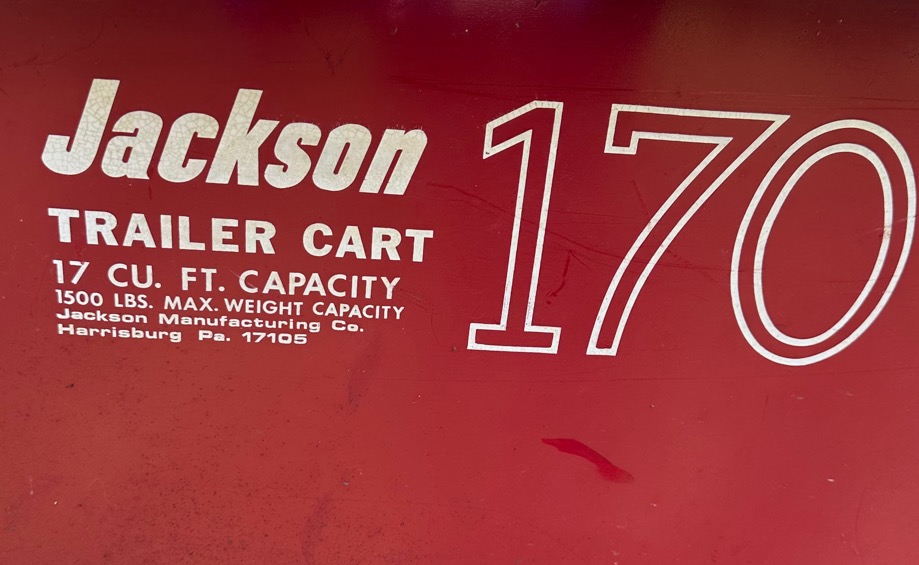 Jackson
170
TRAILER CART
17 CU. FT. CAPACITY
1500 LBS. MAX. WEIGHT CAPACITY
Jackson Manufacturing Co.
Harrisburg Pa. 17105